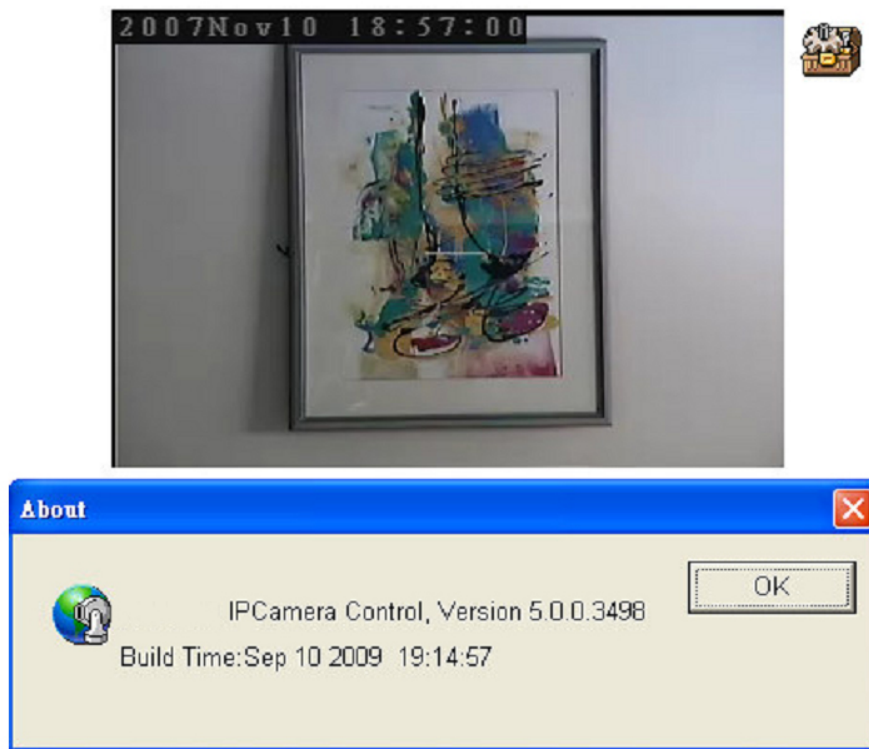 2007Nov10 18:57:00
About
OK
IPCamera Control, Version 5.0.0.3498
Build Time:Sep 10 2009 19:14:57